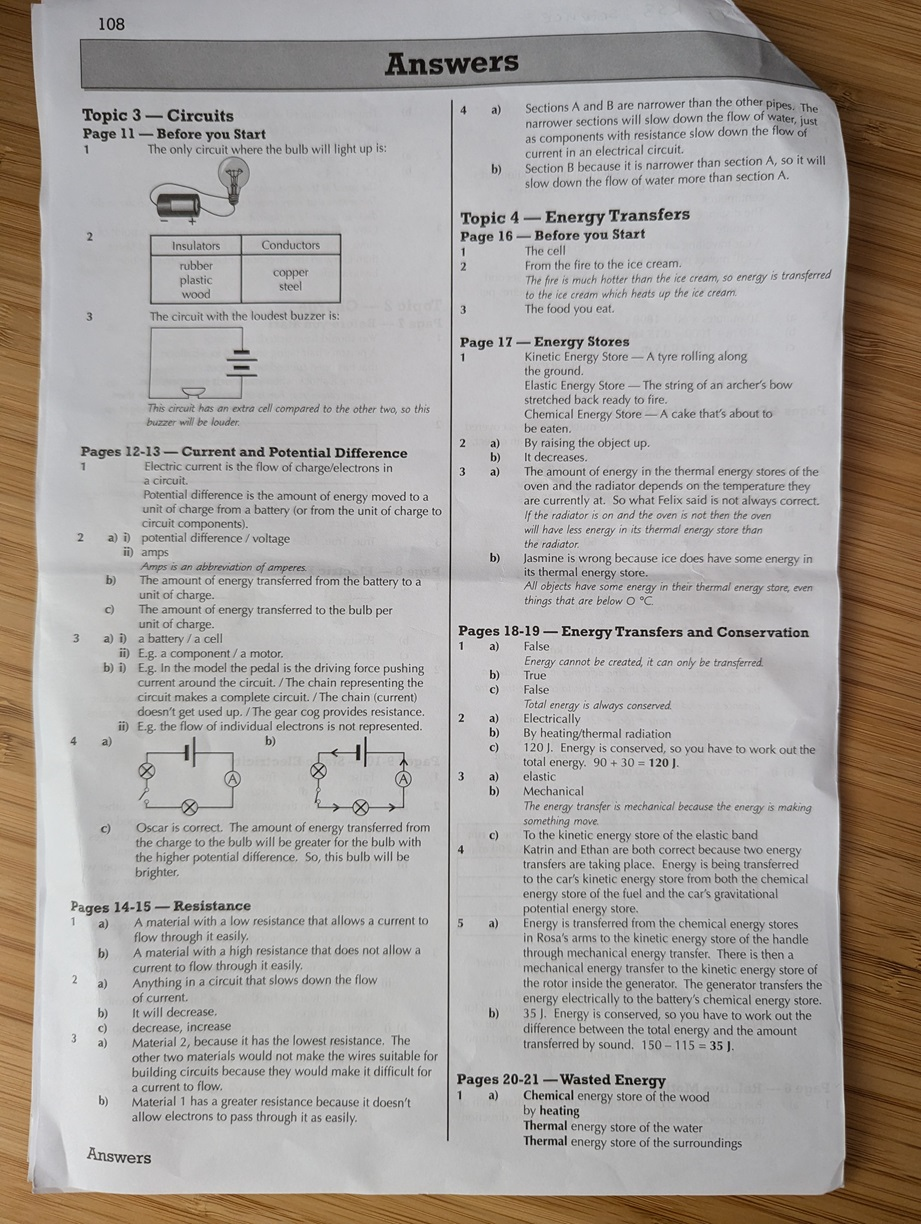 108
Answers
Topic 3 — Circuits
Page 11 — Before you Start
1 The only circuit where the bulb will light up is:
− +
2
Insulators Conductors
rubber
plastic
wood
copper
steel
3 The circuit with the loudest buzzer is:
This circuit has an extra cell compared to the other two, so this
buzzer will be louder.
Pages 12-13 — Current and Potential Difference
1 Electric current is the flow of charge/electrons in
a circuit.
Potential difference is the amount of energy moved to a
unit of charge from a battery (or from the unit of charge to
circuit components).
2 a) i) potential difference / voltage
ii) amps
Amps is an abbreviation of amperes.
b) The amount of energy transferred from the battery to a
unit of charge.
c) The amount of energy transferred to the bulb per
unit of charge.
3 a) i) a battery / a cell
ii) E.g. a component / a motor.
b) i) E.g. In the model the pedal is the driving force pushing
current around the circuit. / The chain representing the
circuit makes a complete circuit. / The chain (current)
doesn't get used up. / The gear cog provides resistance.
ii) E.g. the flow of individual electrons is not represented.
4 a) b)
A A
c) Oscar is correct. The amount of energy transferred from
the charge to the bulb will be greater for the bulb with
the higher potential difference. So, this bulb will be
brighter.
Pages 14-15 — Resistance
1 a) A material with a low resistance that allows a current to
flow through it easily.
b) A material with a high resistance that does not allow a
current to flow through it easily.
2 a) Anything in a circuit that slows down the flow
of current.
b) It will decrease.
c) decrease, increase
3 a) Material 2, because it has the lowest resistance. The
other two materials would not make the wires suitable for
building circuits because they would make it difficult for
a current to flow.
b) Material 1 has a greater resistance because it doesn't
allow electrons to pass through it as easily.
4 a) Sections A and B are narrower than the other pipes. The
narrower sections will slow down the flow of water, just
as components with resistance slow down the flow of
current in an electrical circuit.
b) Section B because it is narrower than section A, so it will
slow down the flow of water more than section A.
Topic 4 — Energy Transfers
Page 16 — Before you Start
1 The cell
2 From the fire to the ice cream.
The fire is much hotter than the ice cream, so energy is transferred
to the ice cream which heats up the ice cream.
3 The food you eat.
Page 17 — Energy Stores
1 Kinetic Energy Store — A tyre rolling along
the ground.
Elastic Energy Store — The string of an archer's bow
stretched back ready to fire.
Chemical Energy Store — A cake that's about to
be eaten.
2 a) By raising the object up.
b) It decreases.
3 a) The amount of energy in the thermal energy stores of the
oven and the radiator depends on the temperature they
are currently at. So what Felix said is not always correct.
If the radiator is on and the oven is not then the oven
will have less energy in its thermal energy store than
the radiator.
b) Jasmine is wrong because ice does have some energy in
its thermal energy store.
All objects have some energy in their thermal energy store, even
things that are below 0 °C.
Pages 18-19 — Energy Transfers and Conservation
1 a) False
Energy cannot be created, it can only be transferred.
b) True
c) False
Total energy is always conserved.
2 a) Electrically
b) By heating/thermal radiation
c) 120 J. Energy is conserved, so you have to work out the
total energy. 90 + 30 = 120 J.
3 a) elastic
b) Mechanical
The energy transfer is mechanical because the energy is making
something move.
c) To the kinetic energy store of the elastic band
4 Katrin and Ethan are both correct because two energy
transfers are taking place. Energy is being transferred
to the car's kinetic energy store from both the chemical
energy store of the fuel and the car's gravitational
potential energy store.
5 a) Energy is transferred from the chemical energy stores
in Rosa's arms to the kinetic energy store of the handle
through mechanical energy transfer. There is then a
mechanical energy transfer to the kinetic energy store of
the rotor inside the generator. The generator transfers the
energy electrically to the battery's chemical energy store.
b) 35 J. Energy is conserved, so you have to work out the
difference between the total energy and the amount
transferred by sound. 150 − 115 = 35 J.
Pages 20-21 — Wasted Energy
1 a) Chemical energy store of the wood
by heating
Thermal energy store of the water
Thermal energy store of the surroundings
Answers